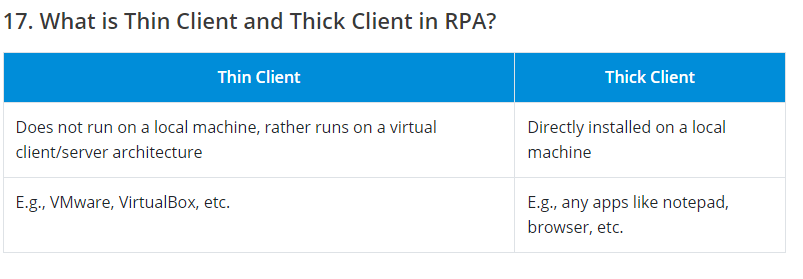 17. What is Thin Client and Thick Client in RPA?
Thin Client
Thick Client
Does not run on a local machine, rather runs on a virtual
client/server architecture
Directly installed on a local
machine
E.g., VMware, VirtualBox, etc.
E.g., any apps like notepad,
browser, etc.